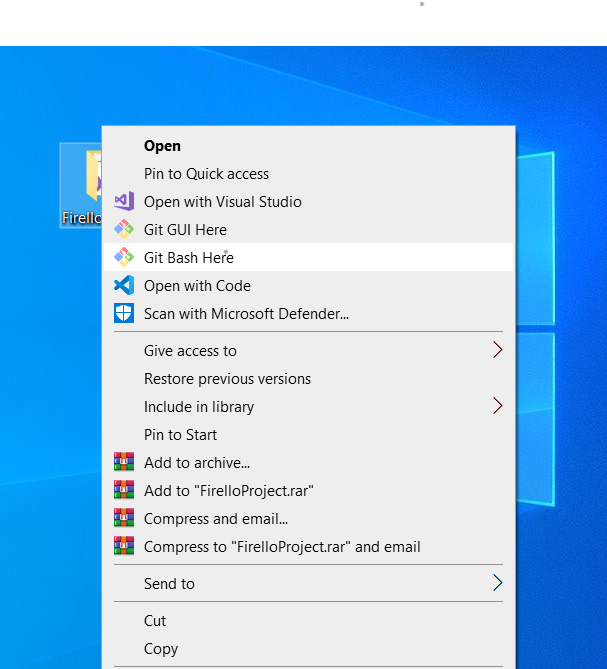 Open
Pin to Quick access
Open with Visual Studio
Git GUI Here
Firello
Git Bash Here
Open with Code
Scan with Microsoft Defender...
Give access to
Restore previous versions
Include in library
Pin to Start
Add to archive...
Add to "FirelloProject.rar"
Compress and email...
Compress to "FirelloProject.rar" and email
Send to
Cut
Copy